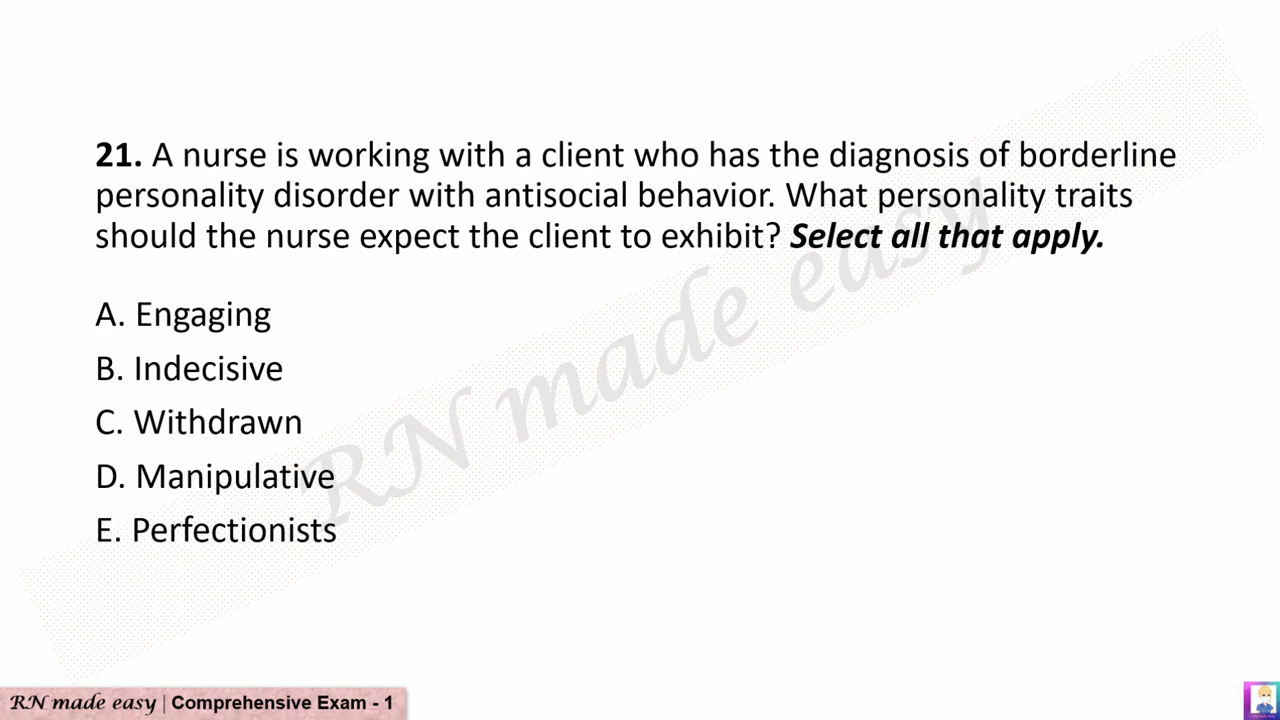 21. A nurse is working with a client who has the diagnosis of borderline
personality disorder with antisocial behavior. What personality traits
should the nurse expect the client to exhibit? Select all that apply.
A. Engaging
B. Indecisive
C. Withdrawn
D. Manipulative
E. Perfectionists
RN made easy
RN made easy | Comprehensive Exam - 1